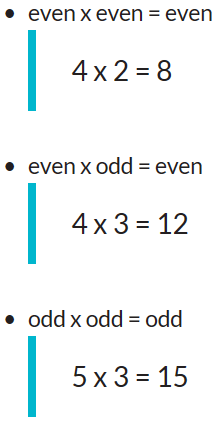 • even x even = even
4 x 2 = 8
• even x odd = even
4 x 3 = 12
• odd x odd = odd
5 x 3 = 15